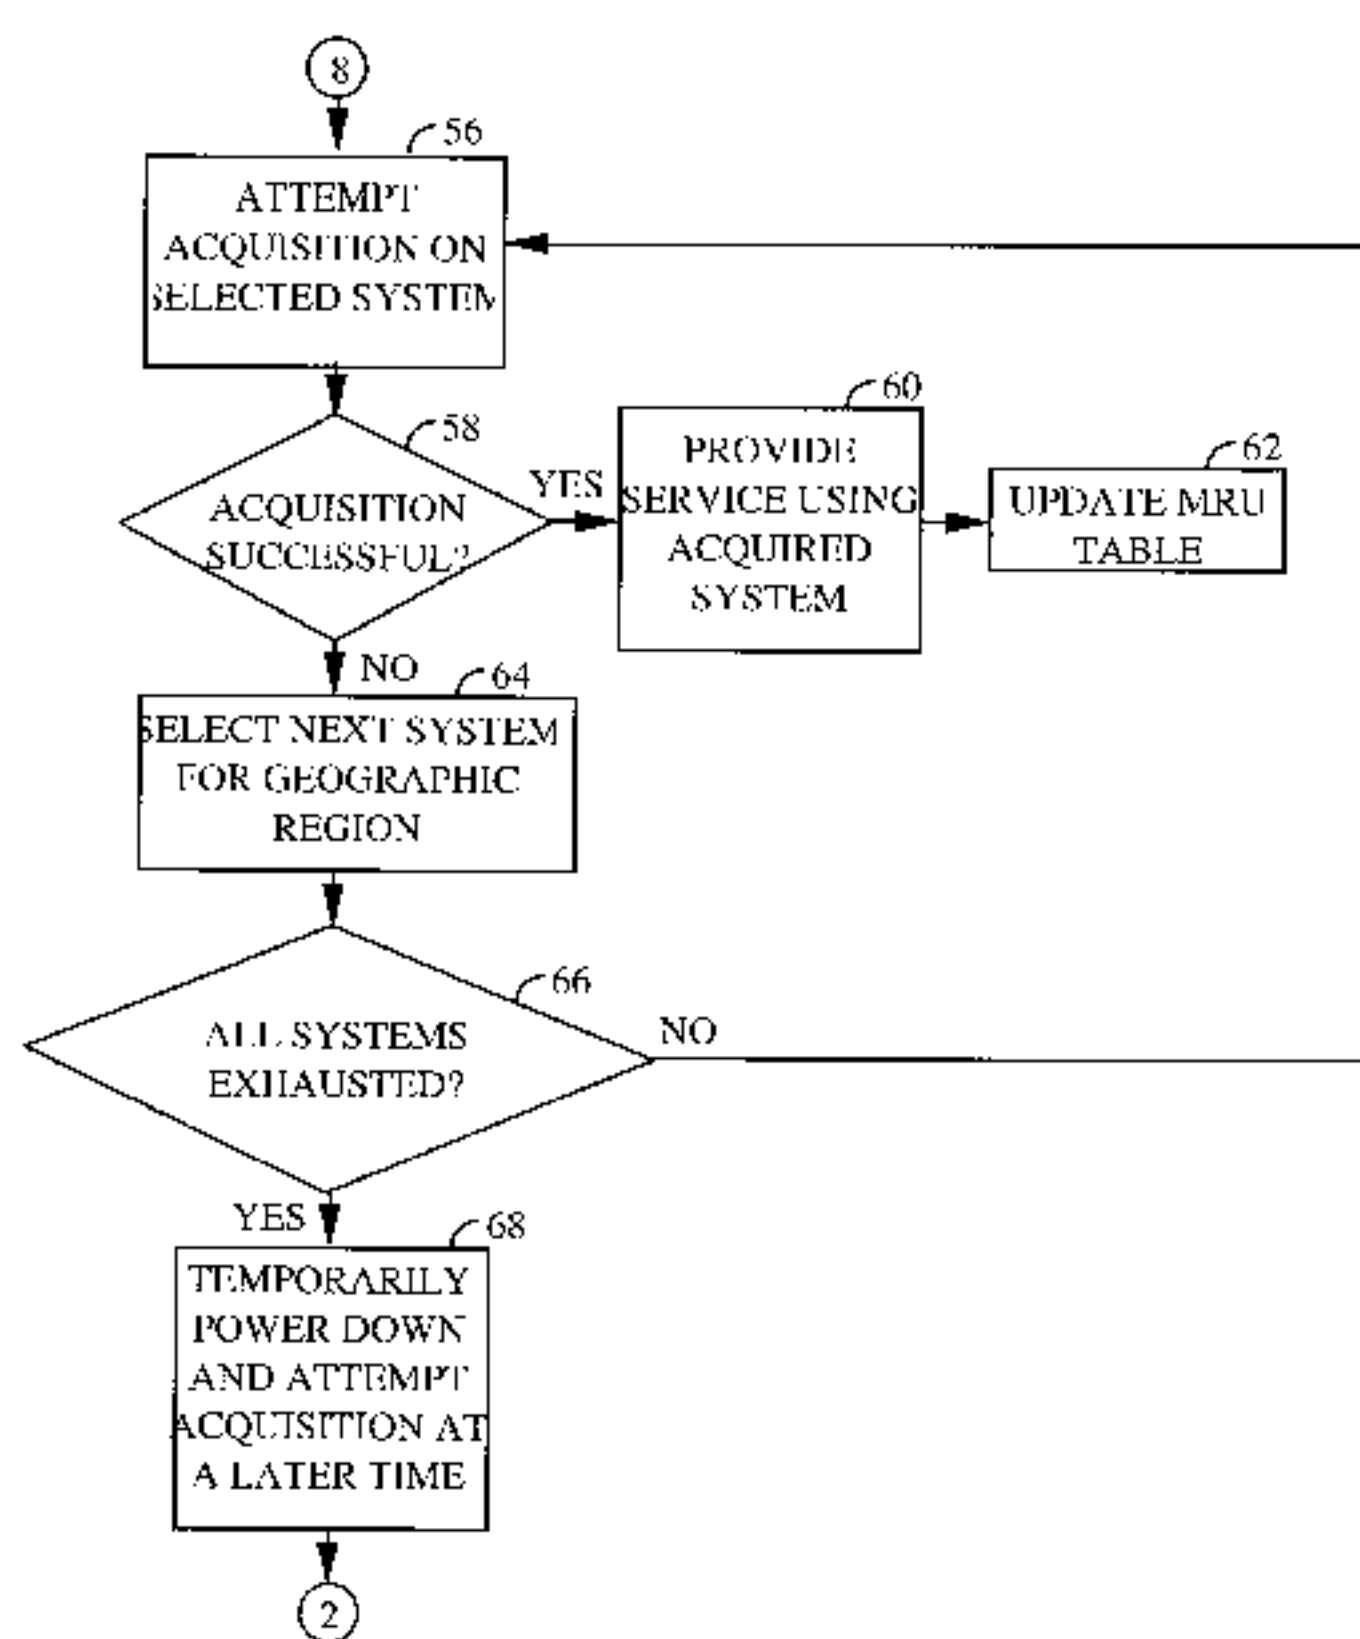 8
56
ATTEMPT
ACQUISITION ON
SELECTED SYSTEM
58
ACQUISITION
SUCCESSFUL?
YES
60
PROVIDE
SERVICE USING
ACQUIRED
SYSTEM
62
UPDATE MRU
TABLE
NO
64
SELECT NEXT SYSTEM
FOR GEOGRAPHIC
REGION
66
ALL SYSTEMS
EXHAUSTED?
NO
YES
68
TEMPORARILY
POWER DOWN
AND ATTEMPT
ACQUISITION AT
A LATER TIME
2